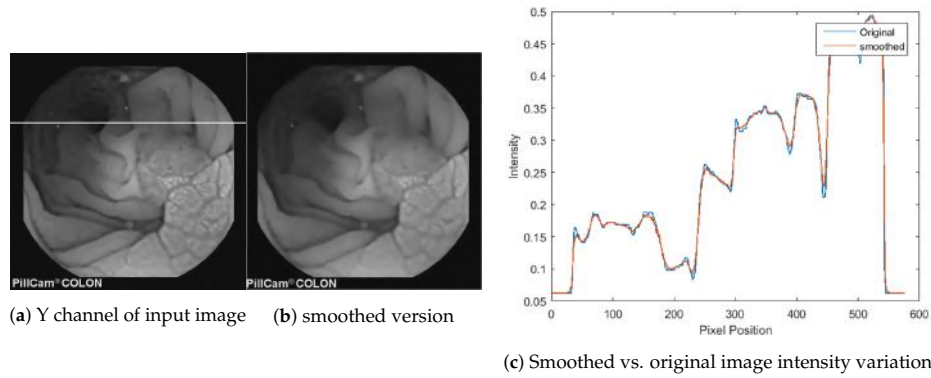 PillCam® COLON
PillCam® COLON
(a) Y channel of input image
(b) smoothed version
0.5
0.45
0.4
0.35
0.3
0.25
0.2
0.15
0.1
0.05
Intensity
Original
smoothed
0
100
200
300
400
500
600
Pixel Position
(c) Smoothed vs. original image intensity variation